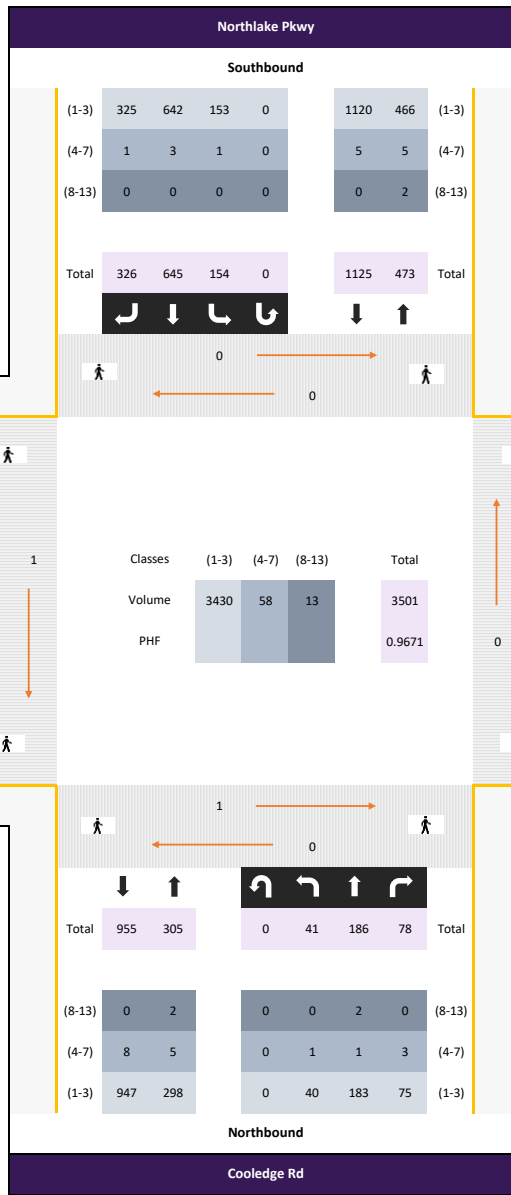 Northlake Pkwy
Southbound
(1-3) 325 642 153 0 1120 466 (1-3)
(4-7) 1 3 1 0 5 5 (4-7)
(8-13) 0 0 0 0 0 2 (8-13)
Total 326 645 154 0 1125 473 Total
0
0
1
Classes (1-3) (4-7) (8-13) Total
Volume 3430 58 13 3501
PHF 0.9671
0
1
0
Total 955 305 0 41 186 78 Total
(8-13) 0 2 0 0 2 0 (8-13)
(4-7) 8 5 0 1 1 3 (4-7)
(1-3) 947 298 0 40 183 75 (1-3)
Northbound
Cooledge Rd